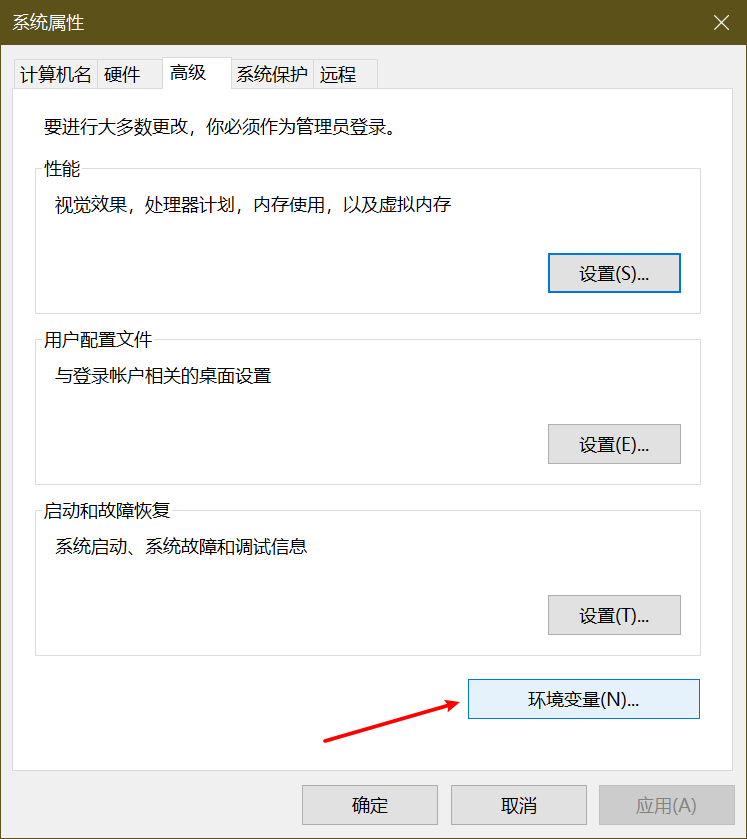 系统属性
计算机名 硬件 高级 系统保护 远程
要进行大多数更改，你必须作为管理员登录。
性能
视觉效果，处理器计划，内存使用，以及虚拟内存
设置(S)...
用户配置文件
与登录帐户相关的桌面设置
设置(E)...
启动和故障恢复
系统启动、系统故障和调试信息
设置(T)...
环境变量(N)...
确定 取消 应用(A)